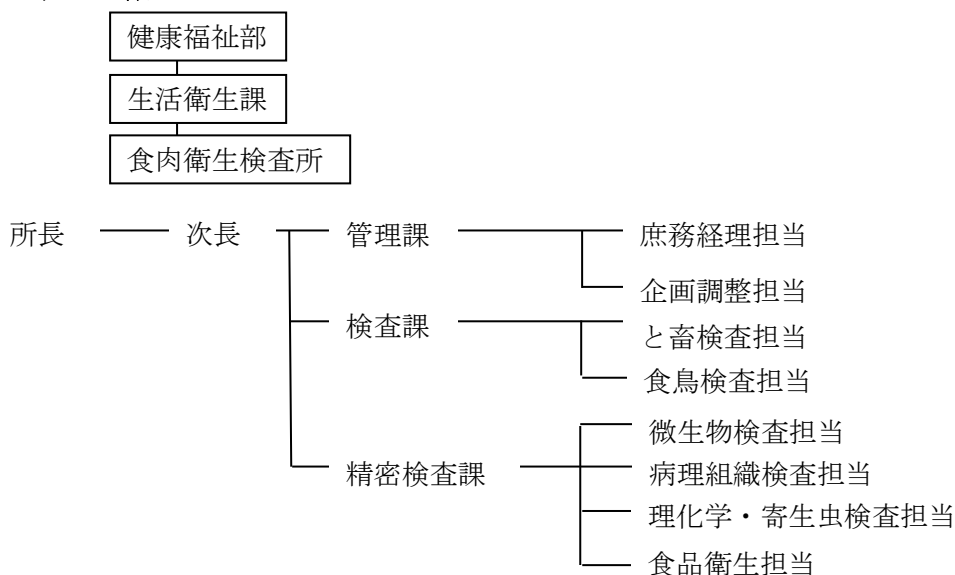 健康福祉部
生活衛生課
食肉衛生検査所
所長 次長 管理課 庶務経理担当
企画調整担当
検査課 と畜検査担当
食鳥検査担当
微生物検査担当
精密検査課 病理組織検査担当
理化学・寄生虫検査担当
食品衛生担当